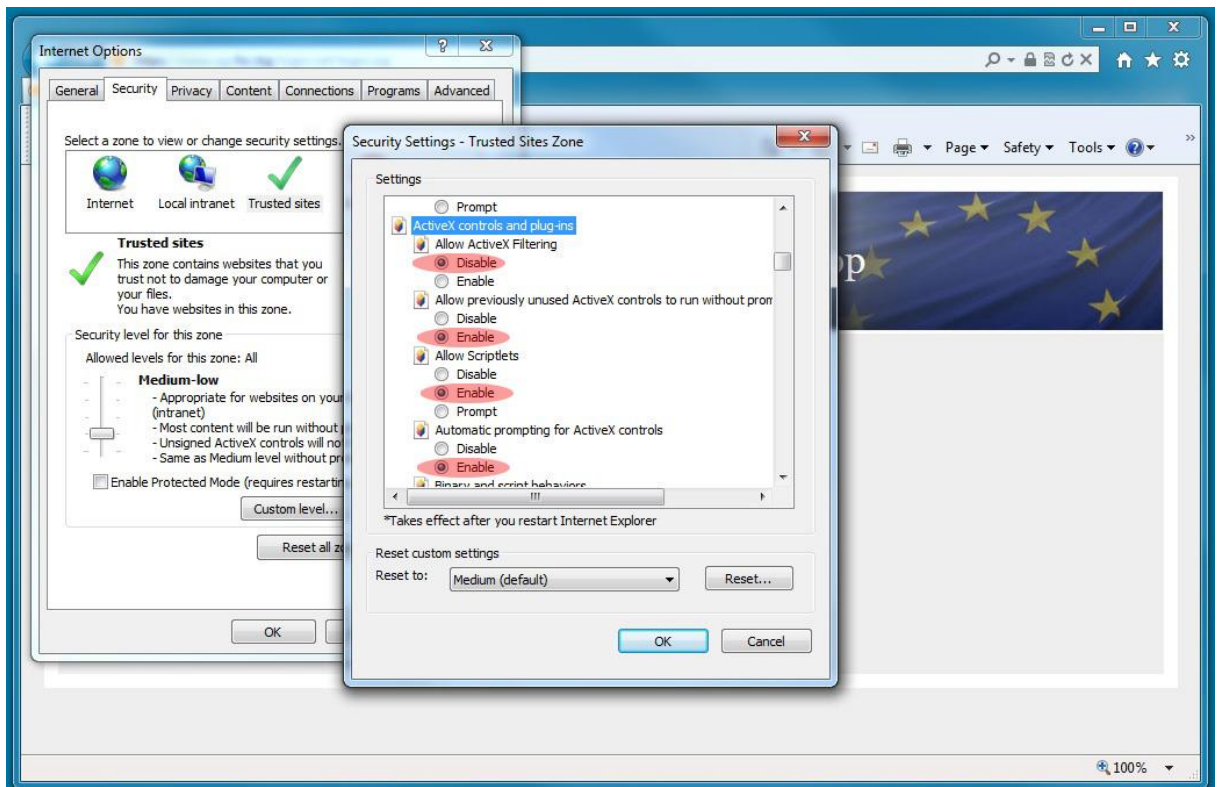 Internet Options
General Security Privacy Content Connections Programs Advanced
Select a zone to view or change security settings.
Internet Local intranet Trusted sites
Trusted sites
This zone contains websites that you
trust not to damage your computer or
your files.
You have websites in this zone.
Security level for this zone
Allowed levels for this zone: All
Medium-low
- Appropriate for websites on your
(intranet)
- Most content will be run without
- Unsigned ActiveX controls will
- Same as Medium level without
Enable Protected Mode (requires
Custom level...
Reset all
OK
Security Settings - Trusted Sites Zone
Settings
Prompt
ActiveX controls and plug-ins
Allow ActiveX Filtering
Disable
Enable
Allow previously unused ActiveX controls to run without
Disable
Enable
Allow Scriptlets
Disable
Enable
Prompt
Automatic prompting for ActiveX controls
Disable
Enable
Binary and script behaviors
*Takes effect after you restart Internet Explorer
Reset custom settings
Reset to: Medium (default) Reset...
OK Cancel
Page Safety Tools
op
100%